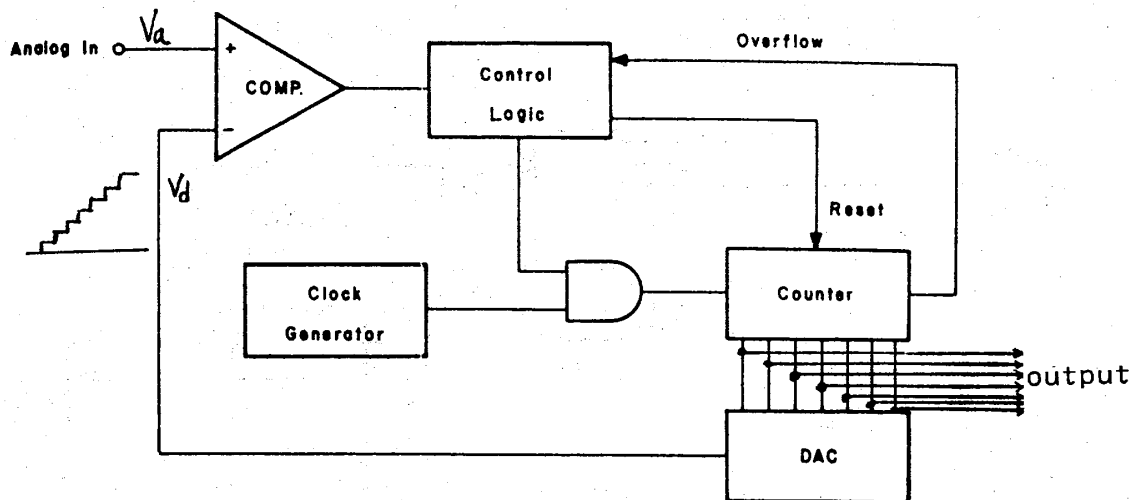 Analog In
Va
+
COMP.
-
Vd
Control
Logic
Overflow
Reset
Clock
Generator
Counter
output
DAC